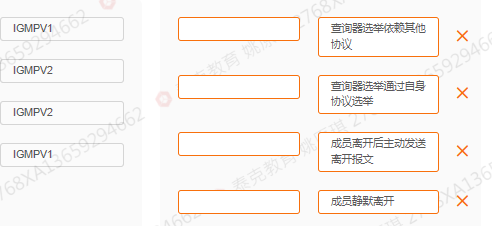 IGMPV1
IGMPV2
IGMPV2
IGMPV1
查询器选举依赖其他
协议
查询器选举通过自身
协议选举
成员离开后主动发送
离开报文
成员静默离开